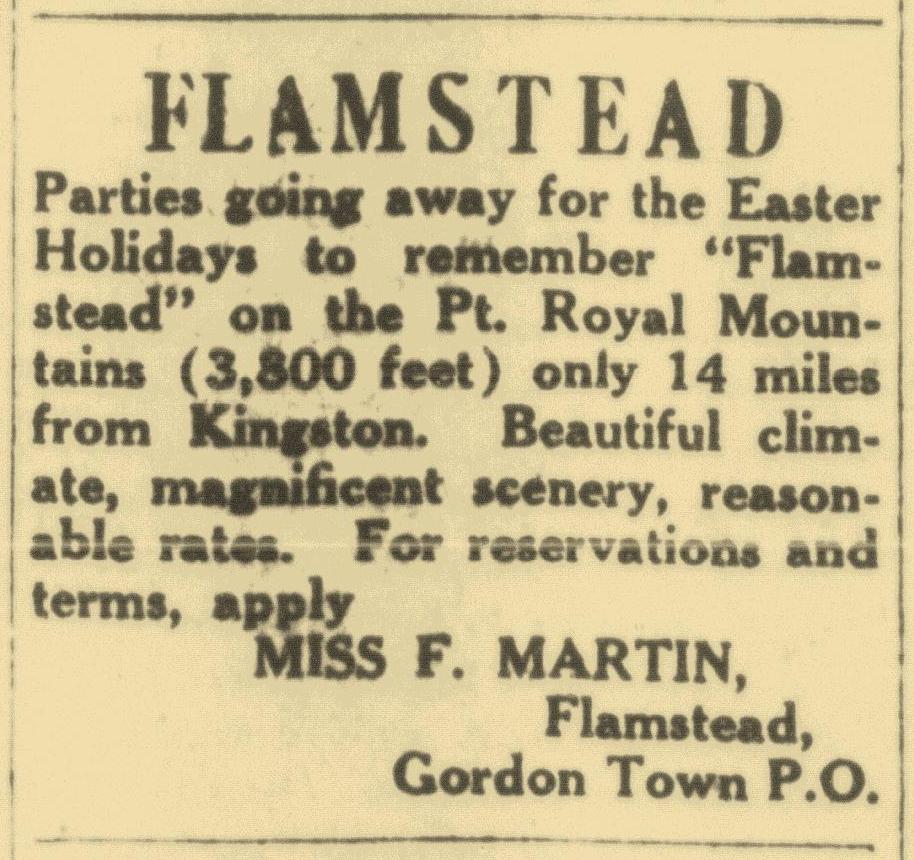 FLAMSTEAD
Parties going away for the Easter
Holidays to remember “Flam-
stead” on the Pt. Royal Moun-
tains (3,800 feet) only 14 miles
from Kingston. Beautiful clim-
ate, magnificent scenery, reason-
able rates. For reservations and
terms, apply
MISS F. MARTIN,
Flamstead,
Gordon Town P.O.